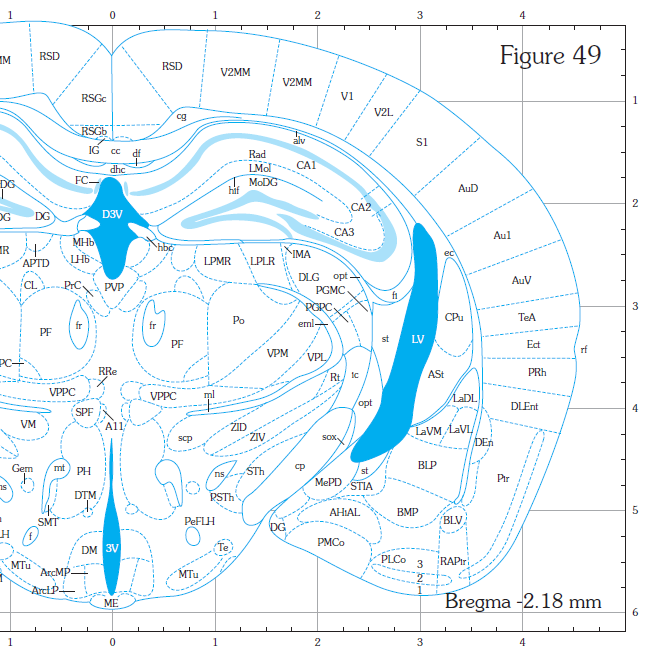 1 0 1 2 3 4
Figure 49
MM RSD RSD V2MM V2MM
RSGc V1 V2L 1
cg
RSGb S1
IG cc df alv
Rad CA1
dhc LMol
FC MoDG AuD
DG hif
DG DG D3V CA2 2
CA3 Au1
MHb hbc
MR APTD LHb LPMR LPLR IMA ec
DLG opt AuV
CL PrC PVP PGMC ff
PGPC 3
PF fr fr PF Po eml CPu TeA
st LV
VPM VPL Ect rf
PC RRe Rt ic ASt PRh
VPPC VPPC ml opt LaDL
SPF DLEnt 4
VM A11 ZID LaVM LaVL
scp ZIV sox DEn
Gem mt PH ns STh cp st BLP Pir
ns DTM PSTh MePD STIA
SMT AHiAL BMP 5
LH f PeFLH DG BLV
DM 3V Te PMCo
MTu ArcMP MTu PLCo 3 RAPir
ArcLP 2
ME 1 Bregma -2.18 mm
6
1 0 1 2 3 4